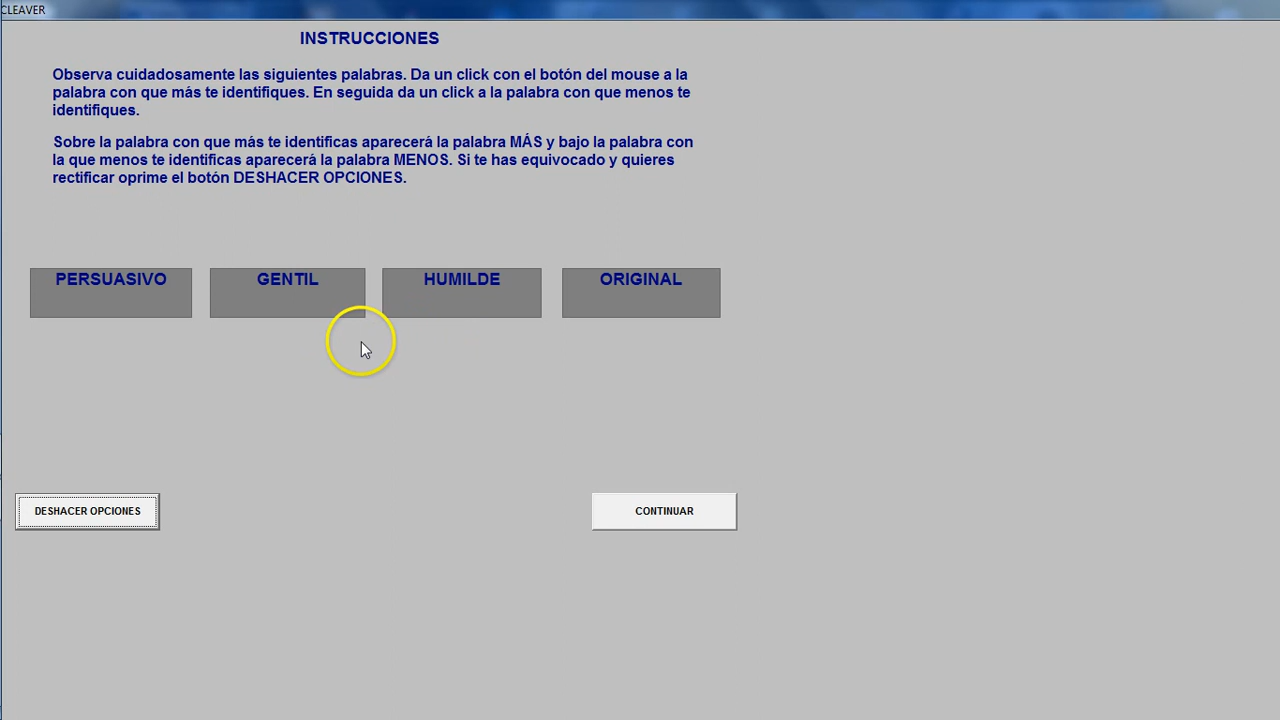 CLEAVER
INSTRUCCIONES
Observa cuidadosamente las siguientes palabras. Da un click con el botón del mouse a la
palabra con que más te identifiques. En seguida da un click a la palabra con que menos te
identifiques.
Sobre la palabra con que más te identificas aparecerá la palabra MÁS y bajo la palabra con
la que menos te identificas aparecerá la palabra MENOS. Si te has equivocado y quieres
rectificar oprime el botón DESHACER OPCIONES.
PERSUASIVO GENTIL HUMILDE ORIGINAL
DESHACER OPCIONES CONTINUAR